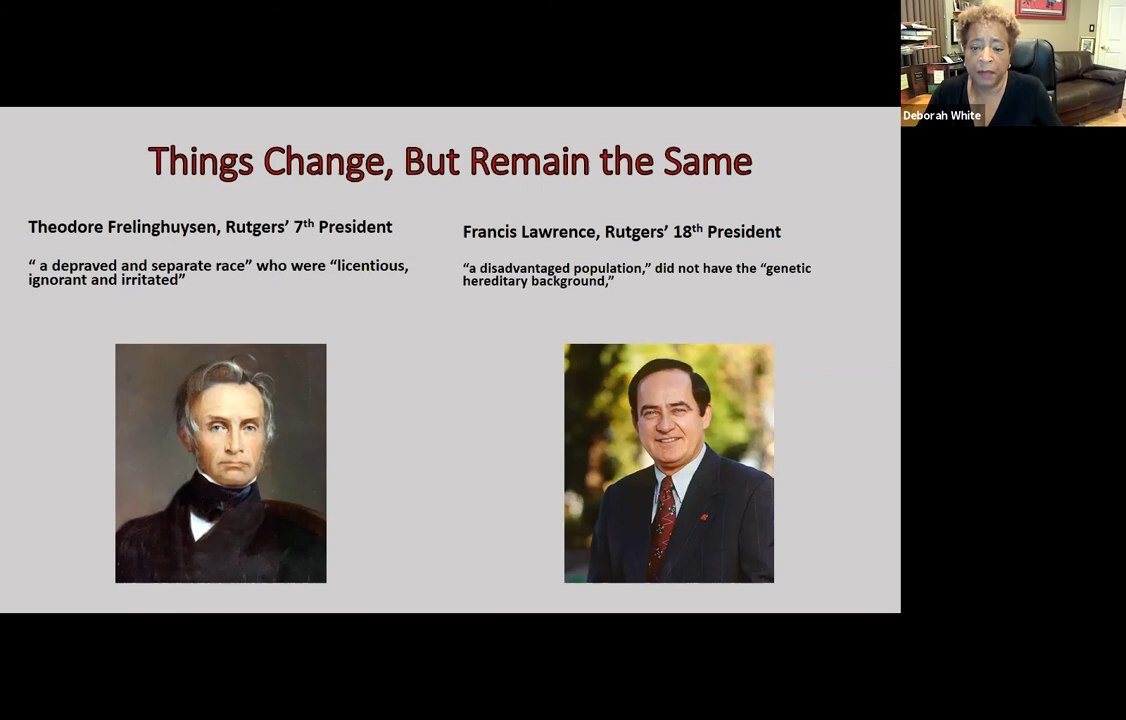 Deborah White
Things Change, But Remain the Same
Theodore Frelinghuysen, Rutgers’ 7th President
“ a depraved and separate race” who were “licentious,
ignorant and irritated”
Francis Lawrence, Rutgers’ 18th President
“a disadvantaged population,” did not have the “genetic
hereditary background,”